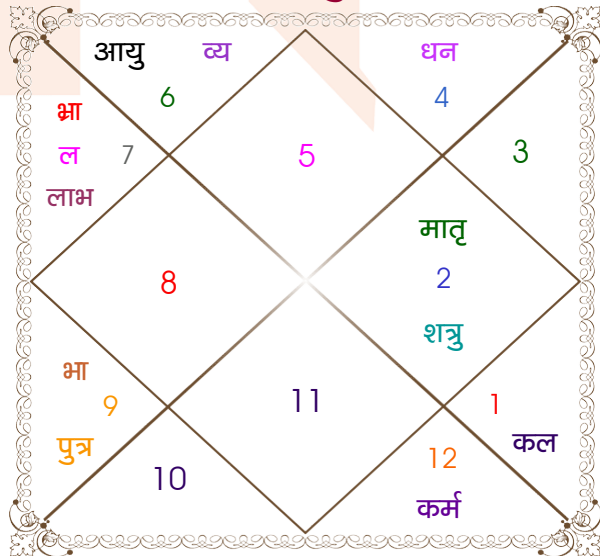 आयु व्य धन
6 4
भ्रा
ल 7 5 3
लाभ
मातृ
8 2
शत्रु
भा
9 11 1
पुत्र 12 कल
10
कर्म